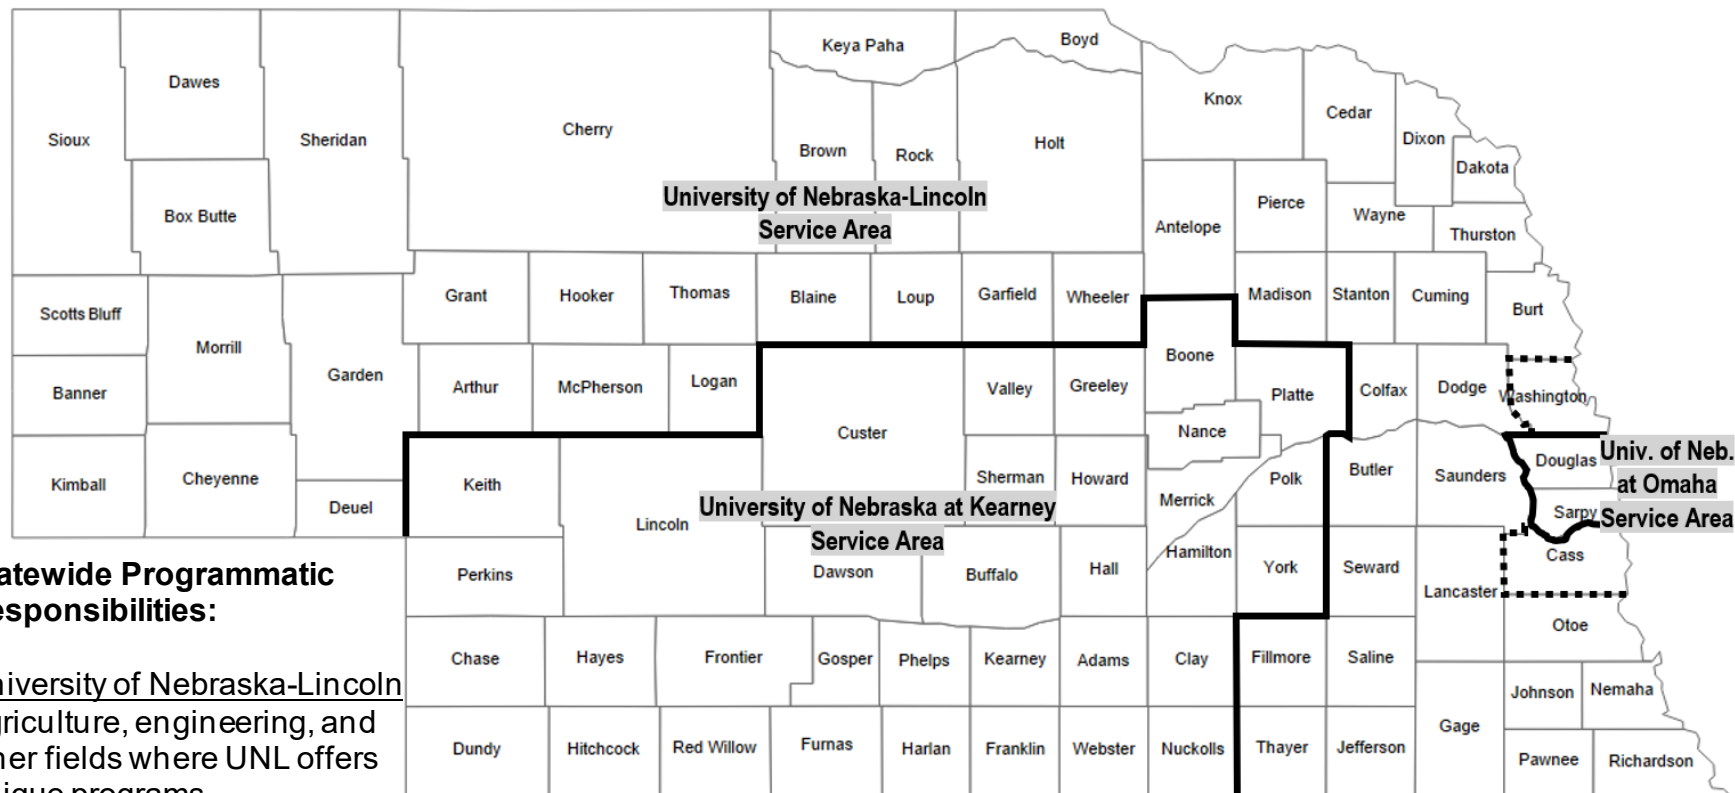 Keya Paha
Boyd
Dawes
Knox
Cedar
Sioux
Sheridan
Cherry
Brown
Rock
Holt
Dixon
Dakota
Box Butte
University of Nebraska-Lincoln
Service Area
Antelope
Pierce
Wayne
Thurston
Scotts Bluff
Grant
Hooker
Thomas
Blaine
Loup
Garfield
Wheeler
Madison
Stanton
Cuming
Burt
Morrill
Garden
Banner
Arthur
McPherson
Logan
Valley
Greeley
Boone
Platte
Colfax
Dodge
Washington
Custer
Nance
Kimball
Cheyenne
Deuel
Keith
Lincoln
Sherman
Howard
Merrick
Polk
Butler
Saunders
Douglas
Sarpy
Univ. of Neb.
at Omaha
Service Area
University of Nebraska at Kearney
Service Area
Perkins
Dawson
Buffalo
Hall
Hamilton
York
Seward
Lancaster
Cass
Otoe
Chase
Hayes
Frontier
Gosper
Phelps
Kearney
Adams
Clay
Fillmore
Saline
Johnson
Nemaha
Dundy
Hitchcock
Red Willow
Furnas
Harlan
Franklin
Webster
Nuckolls
Thayer
Jefferson
Gage
Pawnee
Richardson
atewide Programmatic
esponsibilities:
niversity of Nebraska-Lincoln
griculture, engineering, and
her fields where UNL offers
nique programs